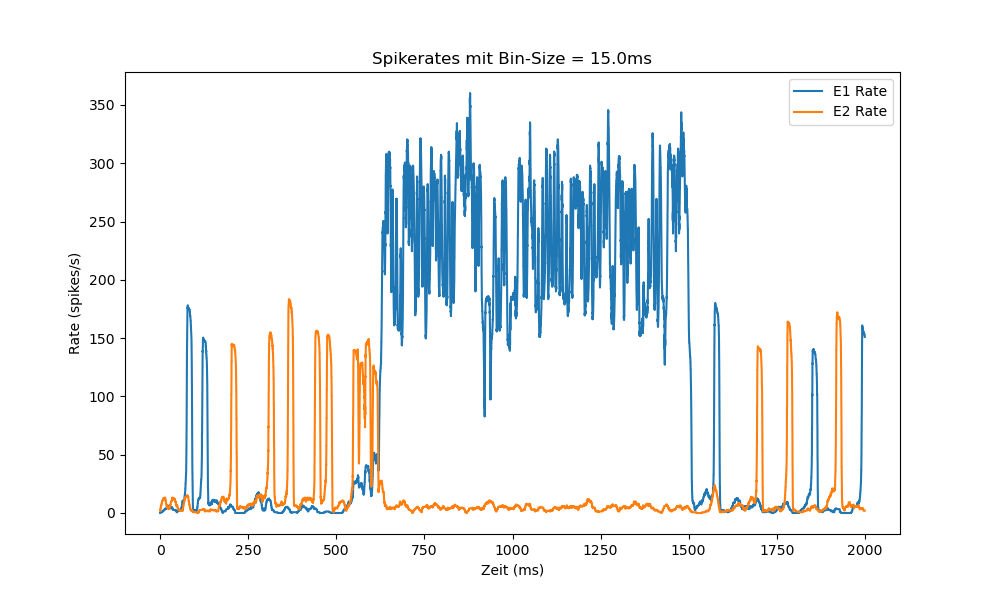 Spikerates mit Bin-Size = 15.0ms
E1 Rate
E2 Rate
350
300
250
200
150
100
50
0
Rate (spikes/s)
0 250 500 750 1000 1250 1500 1750 2000
Zeit (ms)